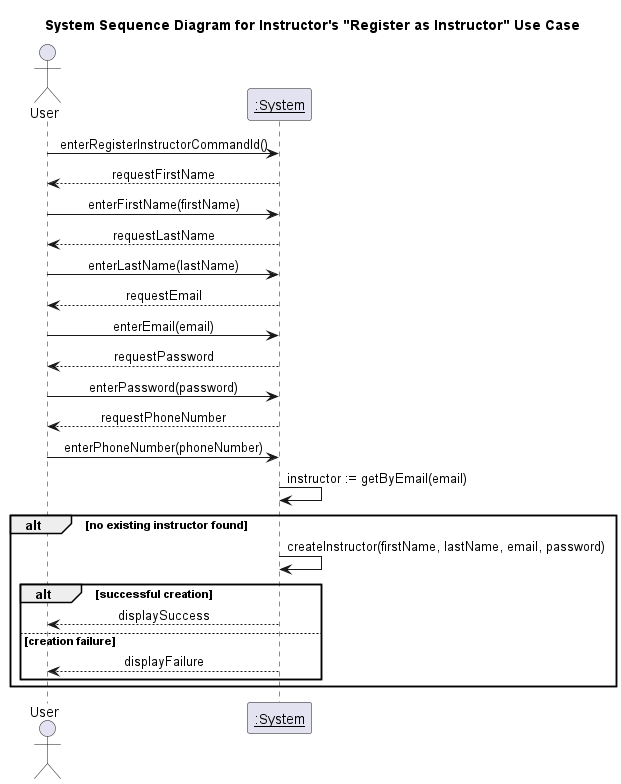 System Sequence Diagram for Instructor's "Register as Instructor" Use Case
User
:System
enterRegisterInstructorCommandId()
requestFirstName
enterFirstName(firstName)
requestLastName
enterLastName(lastName)
requestEmail
enterEmail(email)
requestPassword
enterPassword(password)
requestPhoneNumber
enterPhoneNumber(phoneNumber)
instructor := getByEmail(email)
alt [no existing instructor found]
createInstructor(firstName, lastName, email, password)
alt [successful creation]
displaySuccess
[creation failure]
displayFailure
User
:System